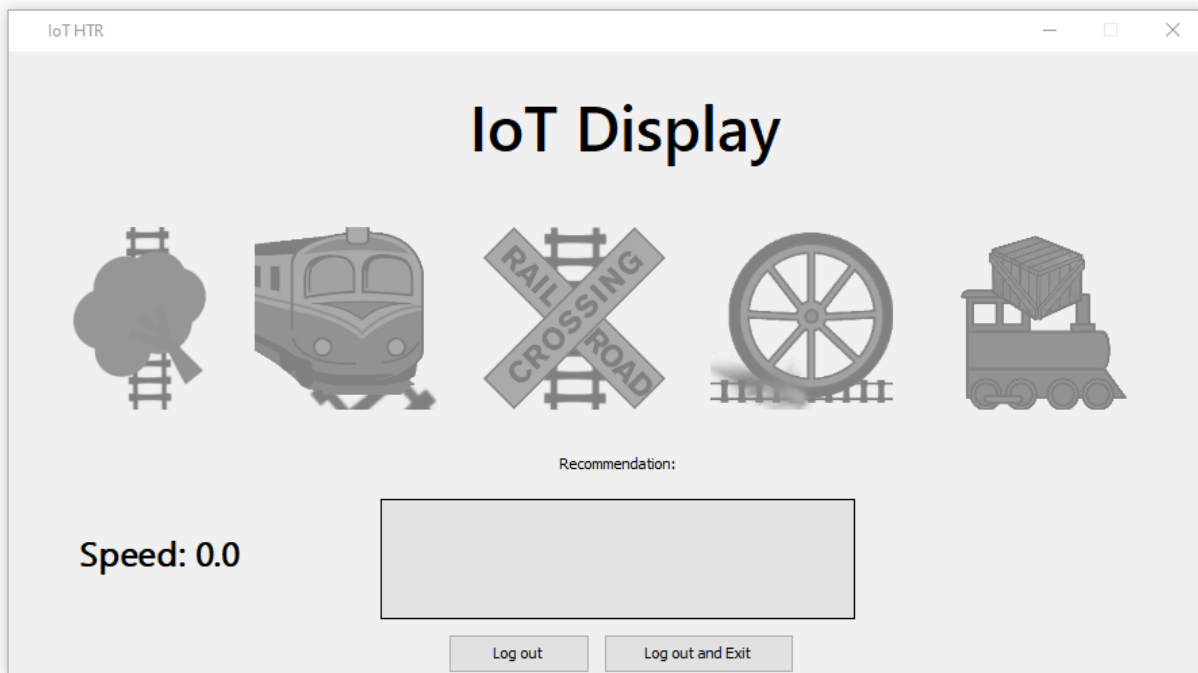 IoT HTR
IoT Display
RAIL
CROSSING
ROAD
Recommendation:
Speed: 0.0
Log out
Log out and Exit